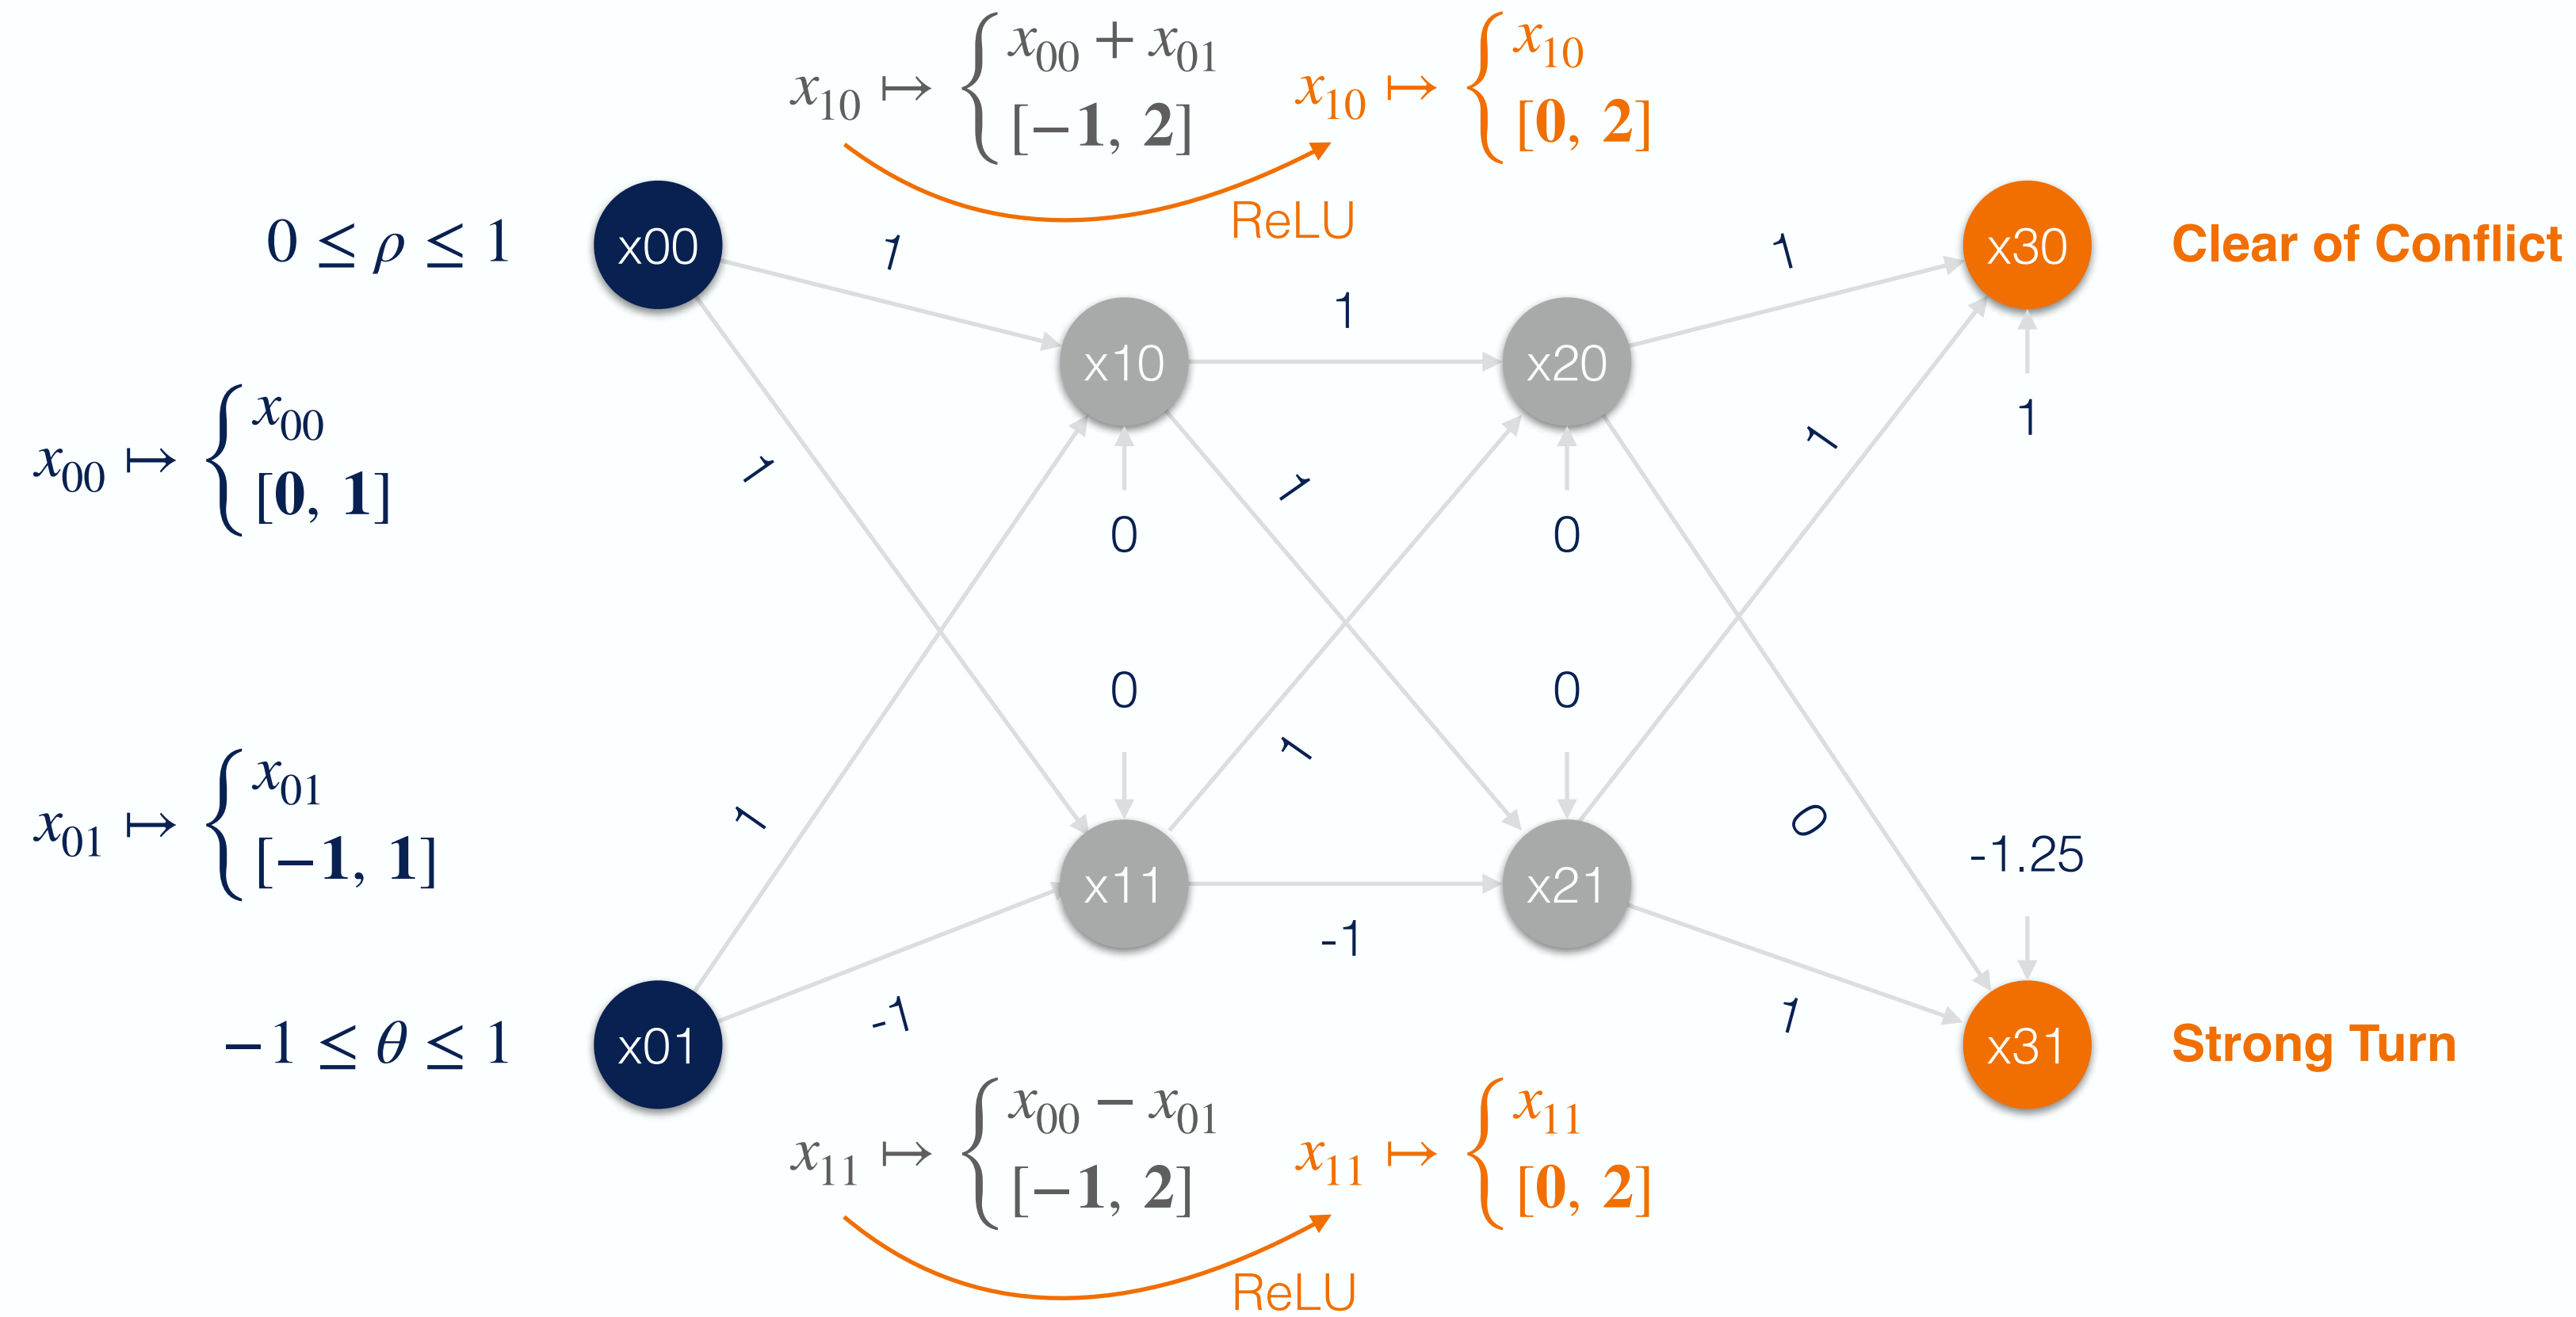 x₁₀ ↦ { x₀₀ + x₀₁
[−1, 2]
x₁₀ ↦ { x₁₀
[0, 2]
ReLU
0 ≤ ρ ≤ 1
x00
1
1
x30
Clear of Conflict
x10
1
x20
x₀₀ ↦ { x₀₀
[0, 1]
1
1
1
1
0
0
0
0
x₀₁ ↦ { x₀₁
[−1, 1]
1
1
0
-1.25
x11
-1
x21
-1
1
−1 ≤ θ ≤ 1
x01
x31
Strong Turn
x₁₁ ↦ { x₀₀ − x₀₁
[−1, 2]
x₁₁ ↦ { x₁₁
[0, 2]
ReLU